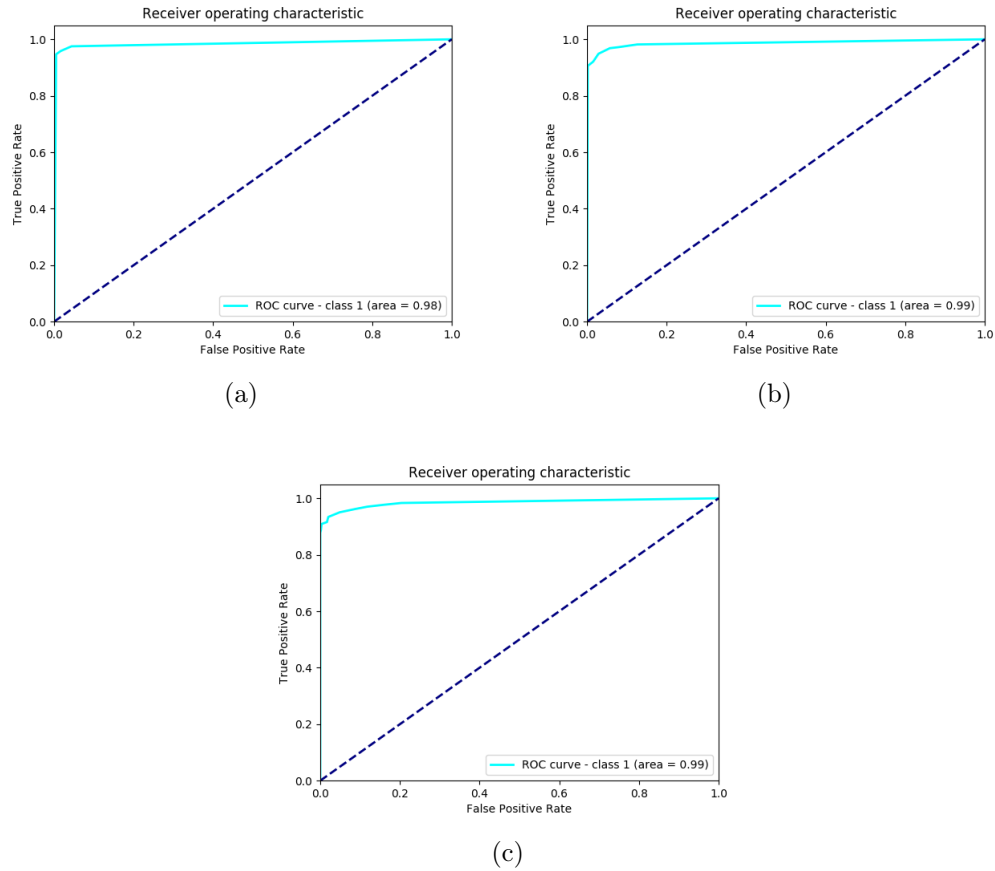 Receiver operating characteristic
1.0
0.8
0.6
0.4
0.2
0.0
True Positive Rate
ROC curve - class 1 (area = 0.98)
0.0 0.2 0.4 0.6 0.8 1.0
False Positive Rate
(a)
Receiver operating characteristic
1.0
0.8
0.6
0.4
0.2
0.0
True Positive Rate
ROC curve - class 1 (area = 0.99)
0.0 0.2 0.4 0.6 0.8 1.0
False Positive Rate
(b)
Receiver operating characteristic
1.0
0.8
0.6
0.4
0.2
0.0
True Positive Rate
ROC curve - class 1 (area = 0.99)
0.0 0.2 0.4 0.6 0.8 1.0
False Positive Rate
(c)